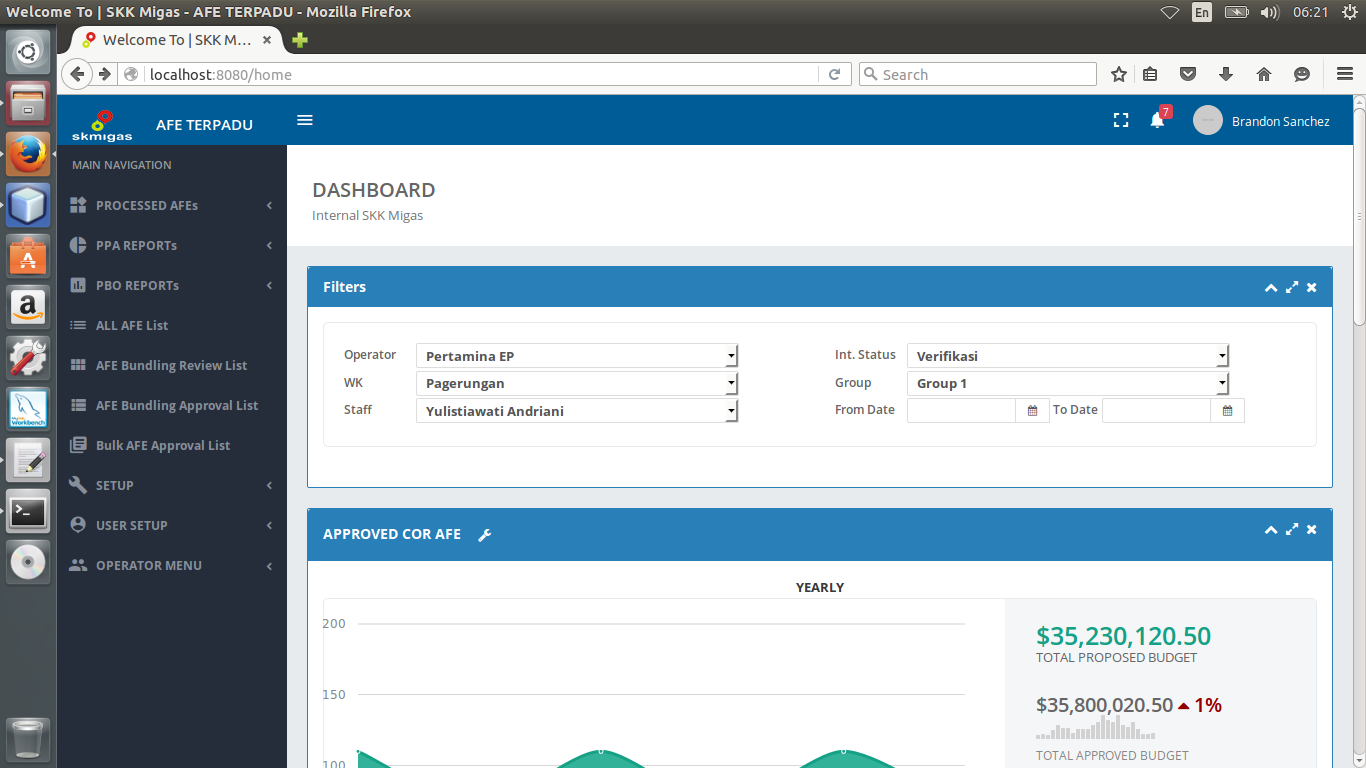 Welcome To | SKK Migas - AFE TERPADU - Mozilla Firefox
En
06:21
Welcome To | SKK M...
localhost:8080/home
Search
skmigas
AFE TERPADU
7
Brandon Sanchez
MAIN NAVIGATION
PROCESSED AFEs
PPA REPORTs
PBO REPORTs
ALL AFE List
AFE Bundling Review List
AFE Bundling Approval List
Bulk AFE Approval List
SETUP
USER SETUP
OPERATOR MENU
DASHBOARD
Internal SKK Migas
Filters
Operator Pertamina EP Int. Status Verifikasi
WK Pagerungan Group Group 1
Staff Yulistiawati Andriani From Date To Date
APPROVED COR AFE
YEARLY
200
150
100
$35,230,120.50
TOTAL PROPOSED BUDGET
$35,800,020.50 1%
TOTAL APPROVED BUDGET